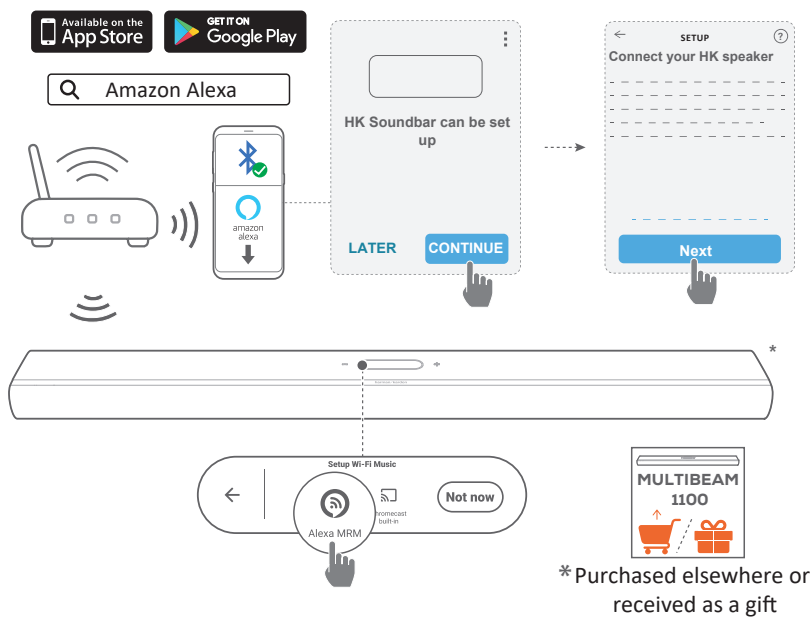 Available on the
App Store
GET IT ON
Google Play
Amazon Alexa
amazon
alexa
HK Soundbar can be set
up
LATER
CONTINUE
SETUP
?
Connect your HK speaker
Next
*
Setup Wi-Fi Music
Alexa MRM
built-in
Not now
MULTIBEAM
1100
*Purchased elsewhere or
received as a gift